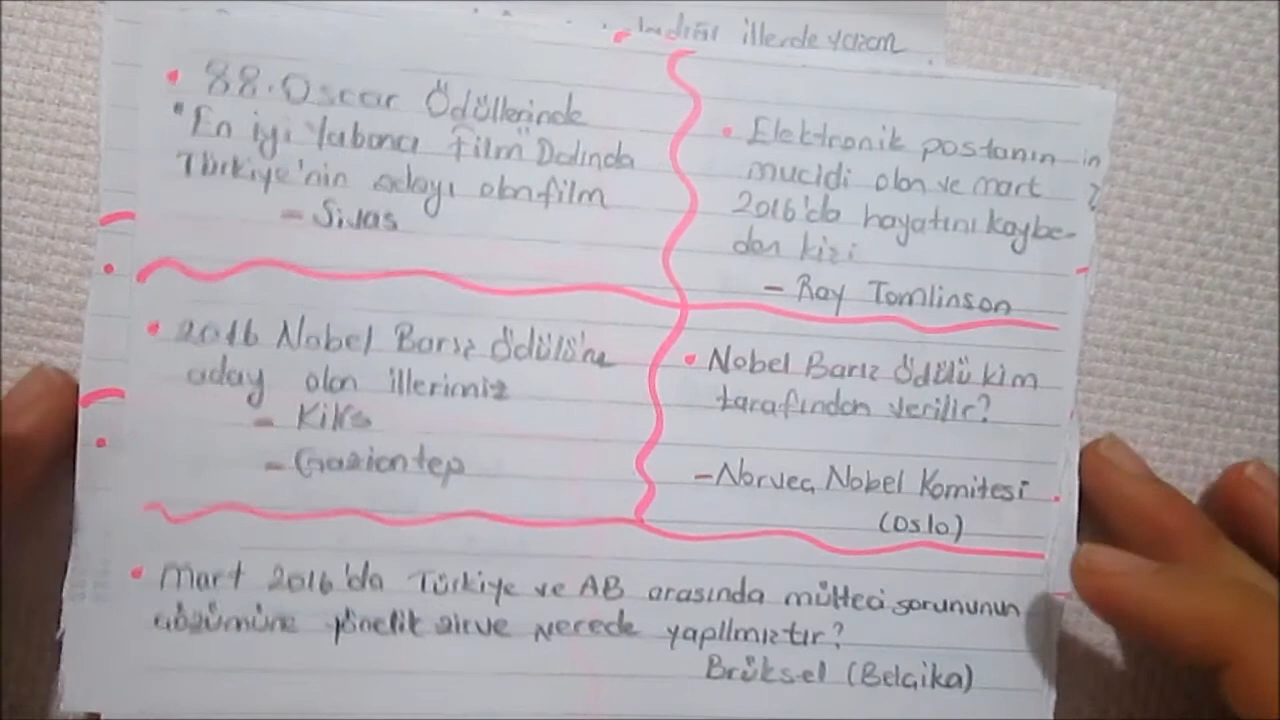 illerde yazan
88. Oscar Ödüllerinde
"En iyi Yabancı Film" Dalında
Türkiye'nin adayı olan film
- Sivas
Elektronik postanın
mucidi olan ve mart
2016'da hayatını kaybe-
den kişi
- Ray Tomlinson
2016 Nobel Barış Ödülü'ne
aday olan illerimiz
- Kilis
- Gaziantep
Nobel Barış Ödülü kim
tarafından verilir?
- Norveç Nobel Komitesi
(Oslo)
Mart 2016'da Türkiye ve AB arasında mülteci sorununun
çözümüne yönelik zirve nerede yapılmıştır?
Brüksel (Belçika)